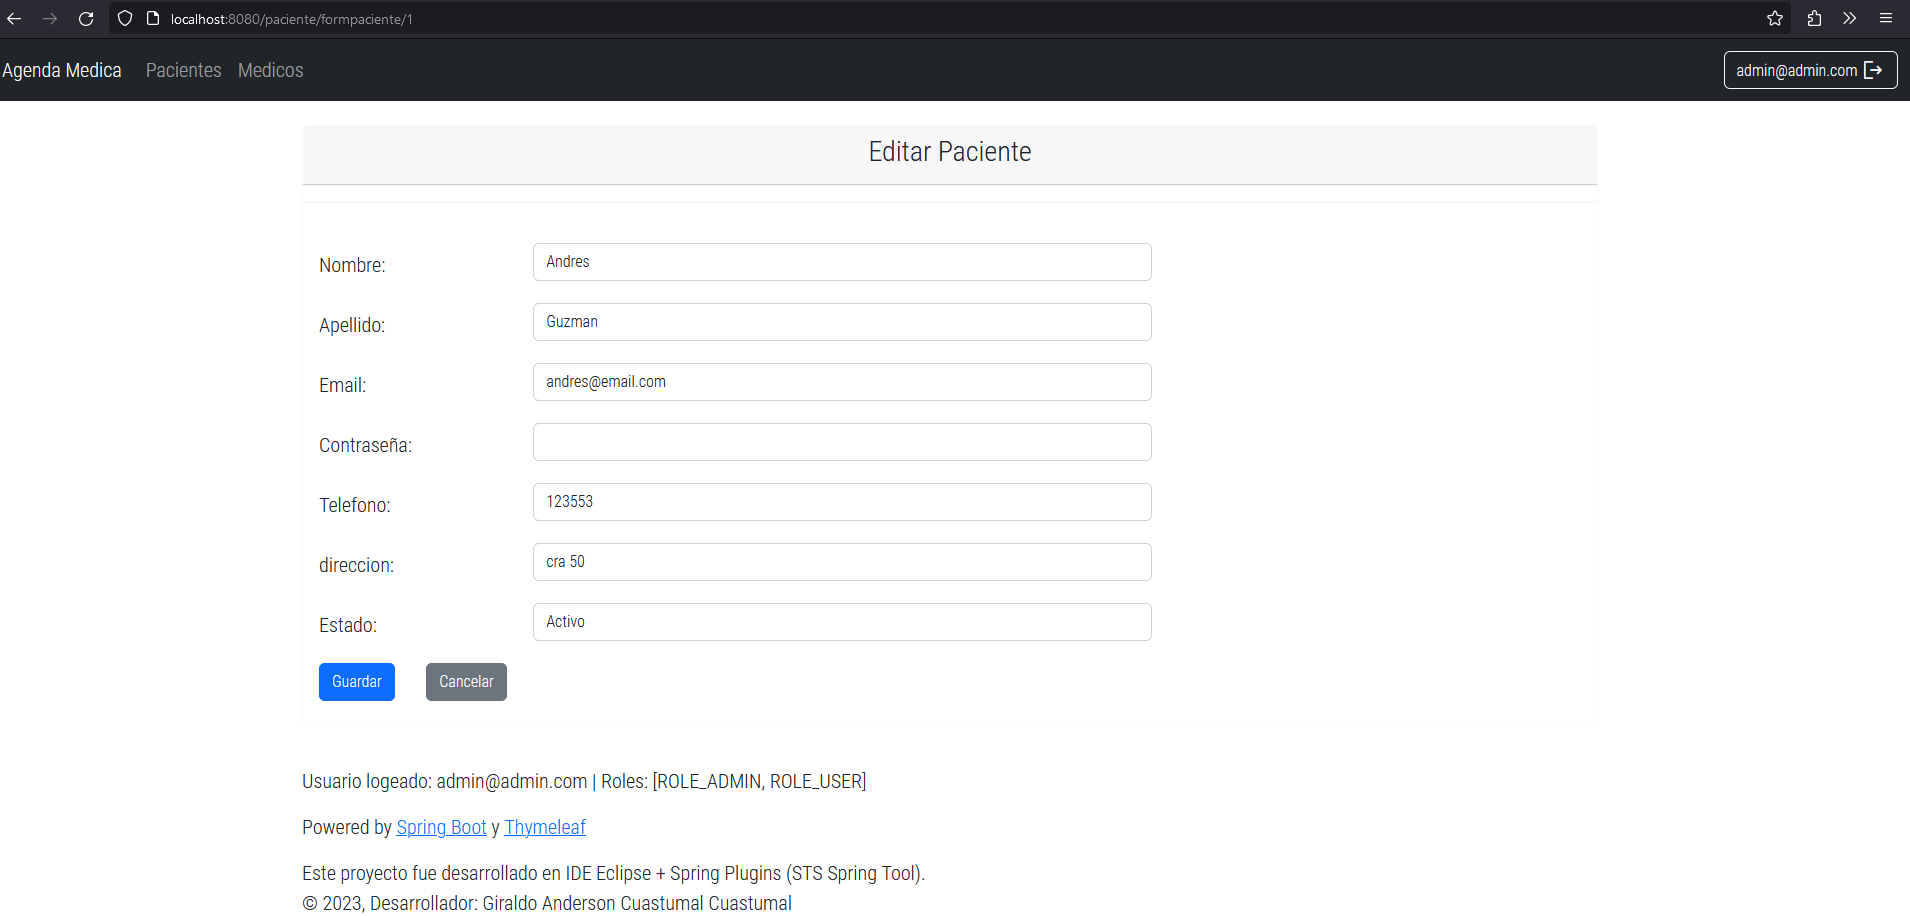 localhost:8080/paciente/formpaciente/1
Agenda Medica Pacientes Medicos admin@admin.com
Editar Paciente
Nombre: Andres
Apellido: Guzman
Email: andres@email.com
Contraseña:
Telefono: 123553
direccion: cra 50
Estado: Activo
Guardar Cancelar
Usuario logeado: admin@admin.com | Roles: [ROLE_ADMIN, ROLE_USER]
Powered by Spring Boot y Thymeleaf
Este proyecto fue desarrollado en IDE Eclipse + Spring Plugins (STS Spring Tool).
© 2023, Desarrollador: Giraldo Anderson Cuastumal Cuastumal